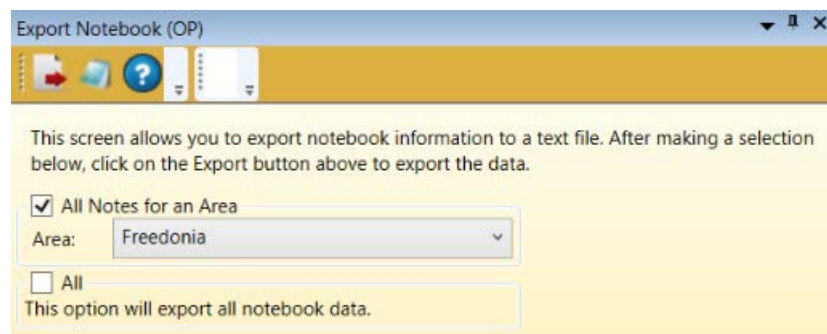 Export Notebook (OP)
This screen allows you to export notebook information to a text file. After making a selection
below, click on the Export button above to export the data.
All Notes for an Area
Area: Freedonia
All
This option will export all notebook data.